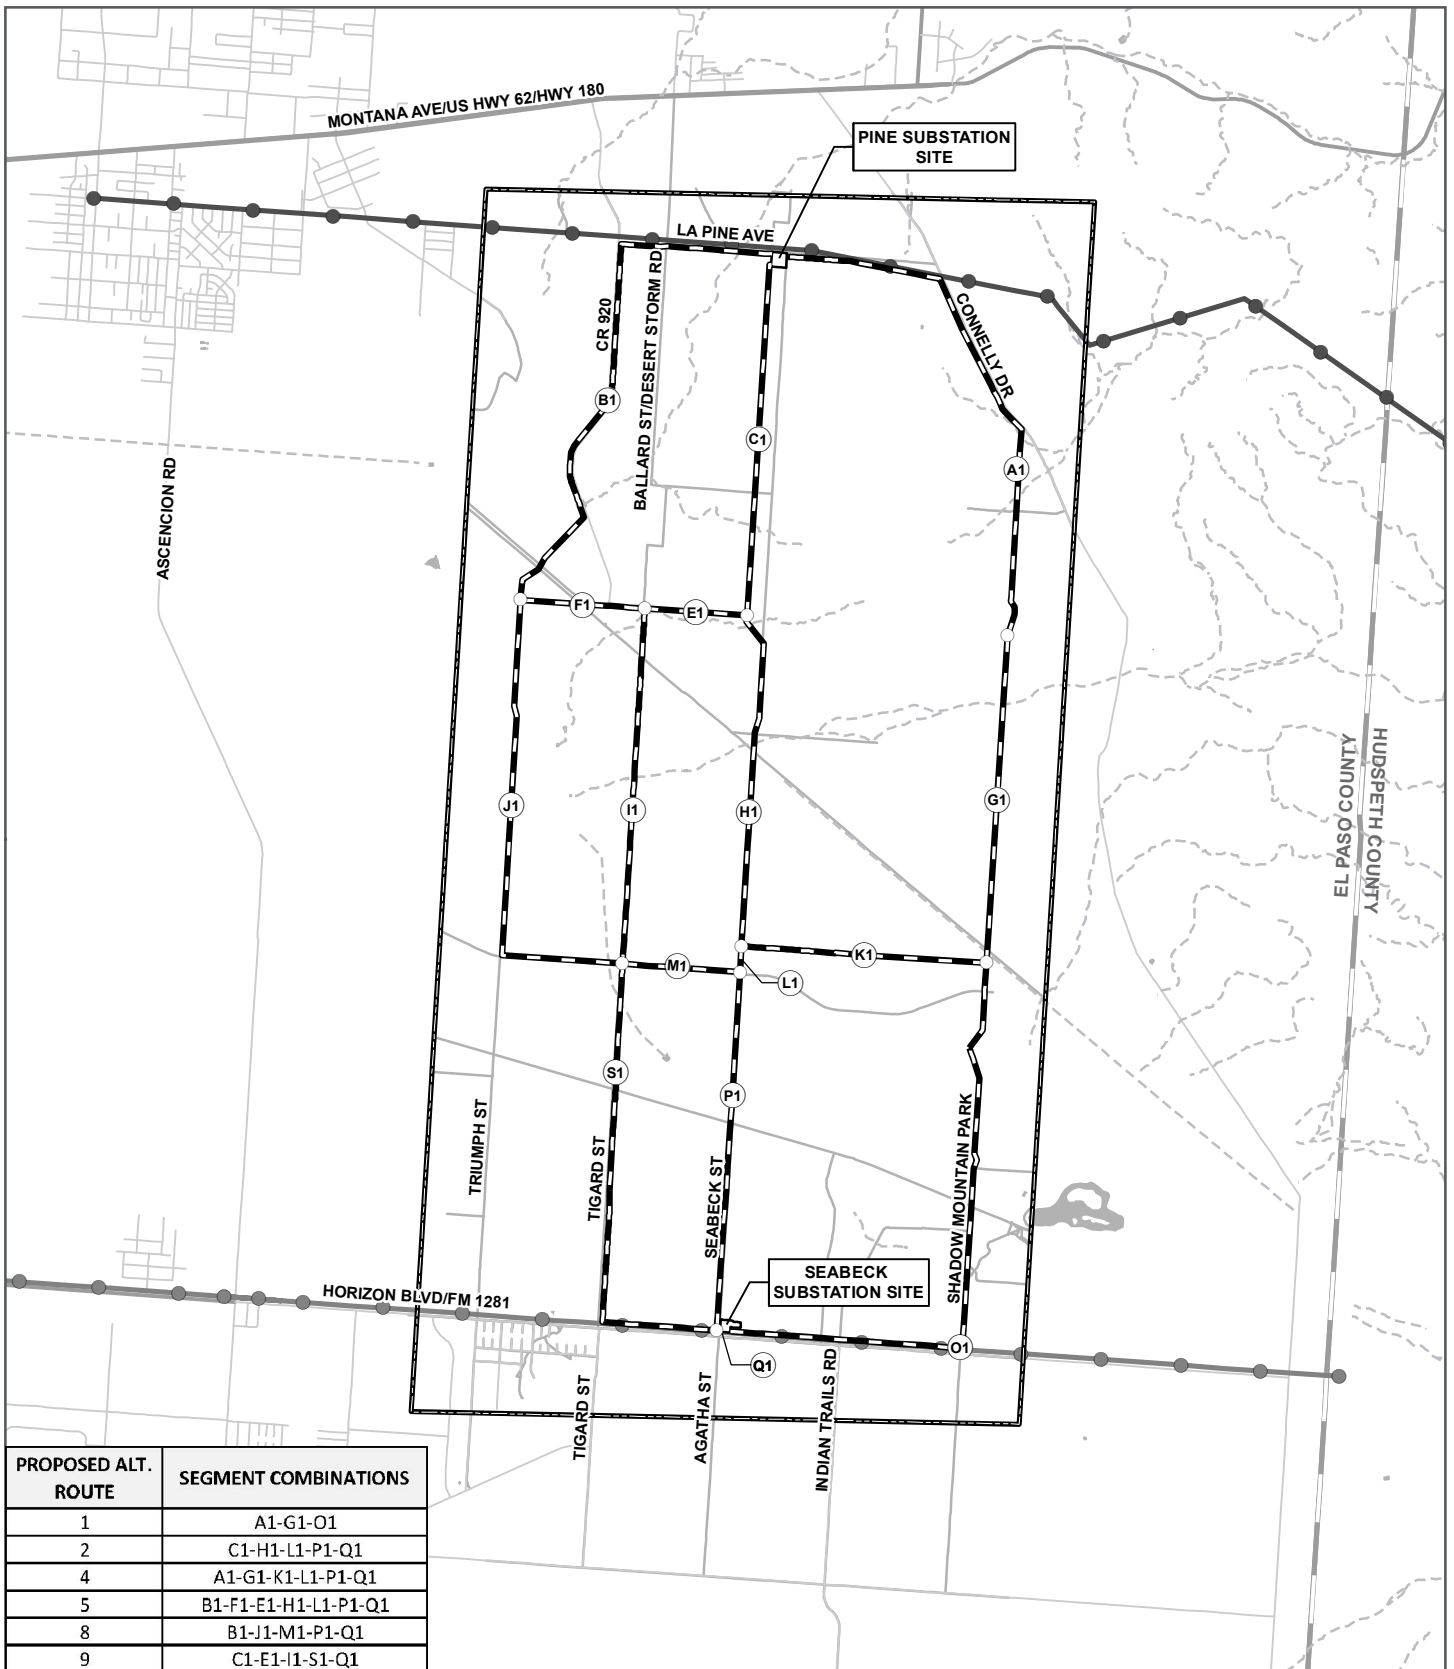 MONTANA AVE/US HWY 62/HWY 180
PINE SUBSTATION
SITE
LA PINE AVE
CR 920
BALLARD ST/DESERT STORM RD
CONNELLY DR
B1
C1
A1
ASCENCION RD
F1
E1
J1
I1
H1
G1
EL PASO COUNTY
HUDSPETH COUNTY
K1
M1
L1
S1
P1
TRIUMPH ST
TIGARD ST
SEABECK ST
SHADOW MOUNTAIN PARK
SEABECK
SUBSTATION SITE
HORIZON BLVD/FM 1281
O1
Q1
TIGARD ST
AGATHA ST
INDIAN TRAILS RD
PROPOSED ALT.
ROUTE
SEGMENT COMBINATIONS
1 A1-G1-O1
2 C1-H1-L1-P1-Q1
4 A1-G1-K1-L1-P1-Q1
5 B1-F1-E1-H1-L1-P1-Q1
8 B1-J1-M1-P1-Q1
9 C1-E1-I1-S1-Q1